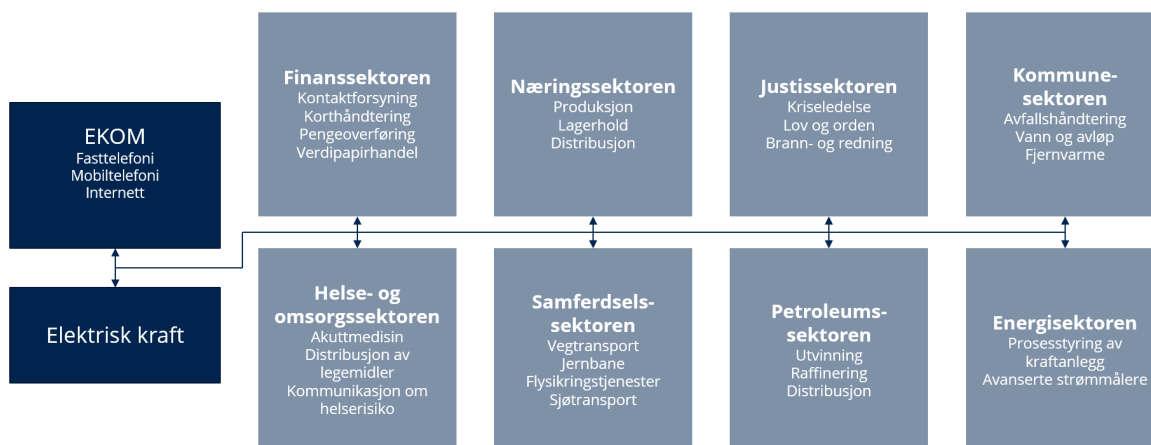 EKOM
Fasttelefoni
Mobiltelefoni
Internett
Elektrisk kraft
Finanssektoren
Kontaktforsyning
Korthåndtering
Pengeoverføring
Verdipapirhandel
Næringssektoren
Produksjon
Lagerhold
Distribusjon
Justissektoren
Kriseledelse
Lov og orden
Brann- og redning
Kommune-
sektoren
Avfallshåndtering
Vann og avløp
Fjernvarme
Helse- og
omsorgssektoren
Akuttmedisin
Distribusjon av
legemidler
Kommunikasjon om
helserisiko
Samferdsels-
sektoren
Vegtransport
Jernbane
Flysikringstjenester
Sjøtransport
Petroleums-
sektoren
Utvinning
Raffinering
Distribusjon
Energisektoren
Prosesstyring av
kraftanlegg
Avanserte strømmålere